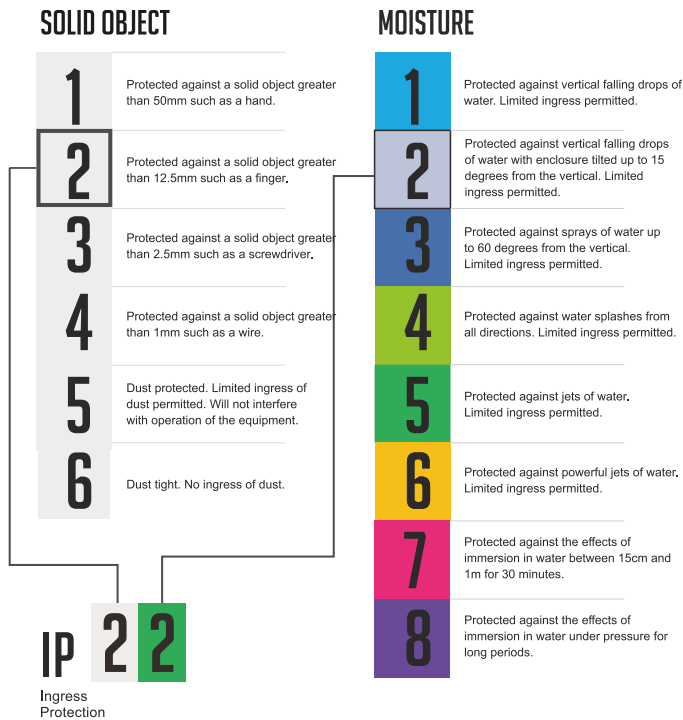 SOLID OBJECT
1
Protected against a solid object greater
than 50mm such as a hand.
2
Protected against a solid object greater
than 12.5mm such as a finger.
3
Protected against a solid object greater
than 2.5mm such as a screwdriver.
4
Protected against a solid object greater
than 1mm such as a wire.
5
Dust protected. Limited ingress of
dust permitted. Will not interfere
with operation of the equipment.
6
Dust tight. No ingress of dust.
MOISTURE
1
Protected against vertical falling drops of
water. Limited ingress permitted.
2
Protected against vertical falling drops
of water with enclosure tilted up to 15
degrees from the vertical. Limited
ingress permitted.
3
Protected against sprays of water up
to 60 degrees from the vertical.
Limited ingress permitted.
4
Protected against water splashes from
all directions. Limited ingress permitted.
5
Protected against jets of water.
Limited ingress permitted.
6
Protected against powerful jets of water.
Limited ingress permitted.
7
Protected against the effects of
immersion in water between 15cm and
1m for 30 minutes.
8
Protected against the effects of
immersion in water under pressure for
long periods.
IP 2 2
Ingress
Protection